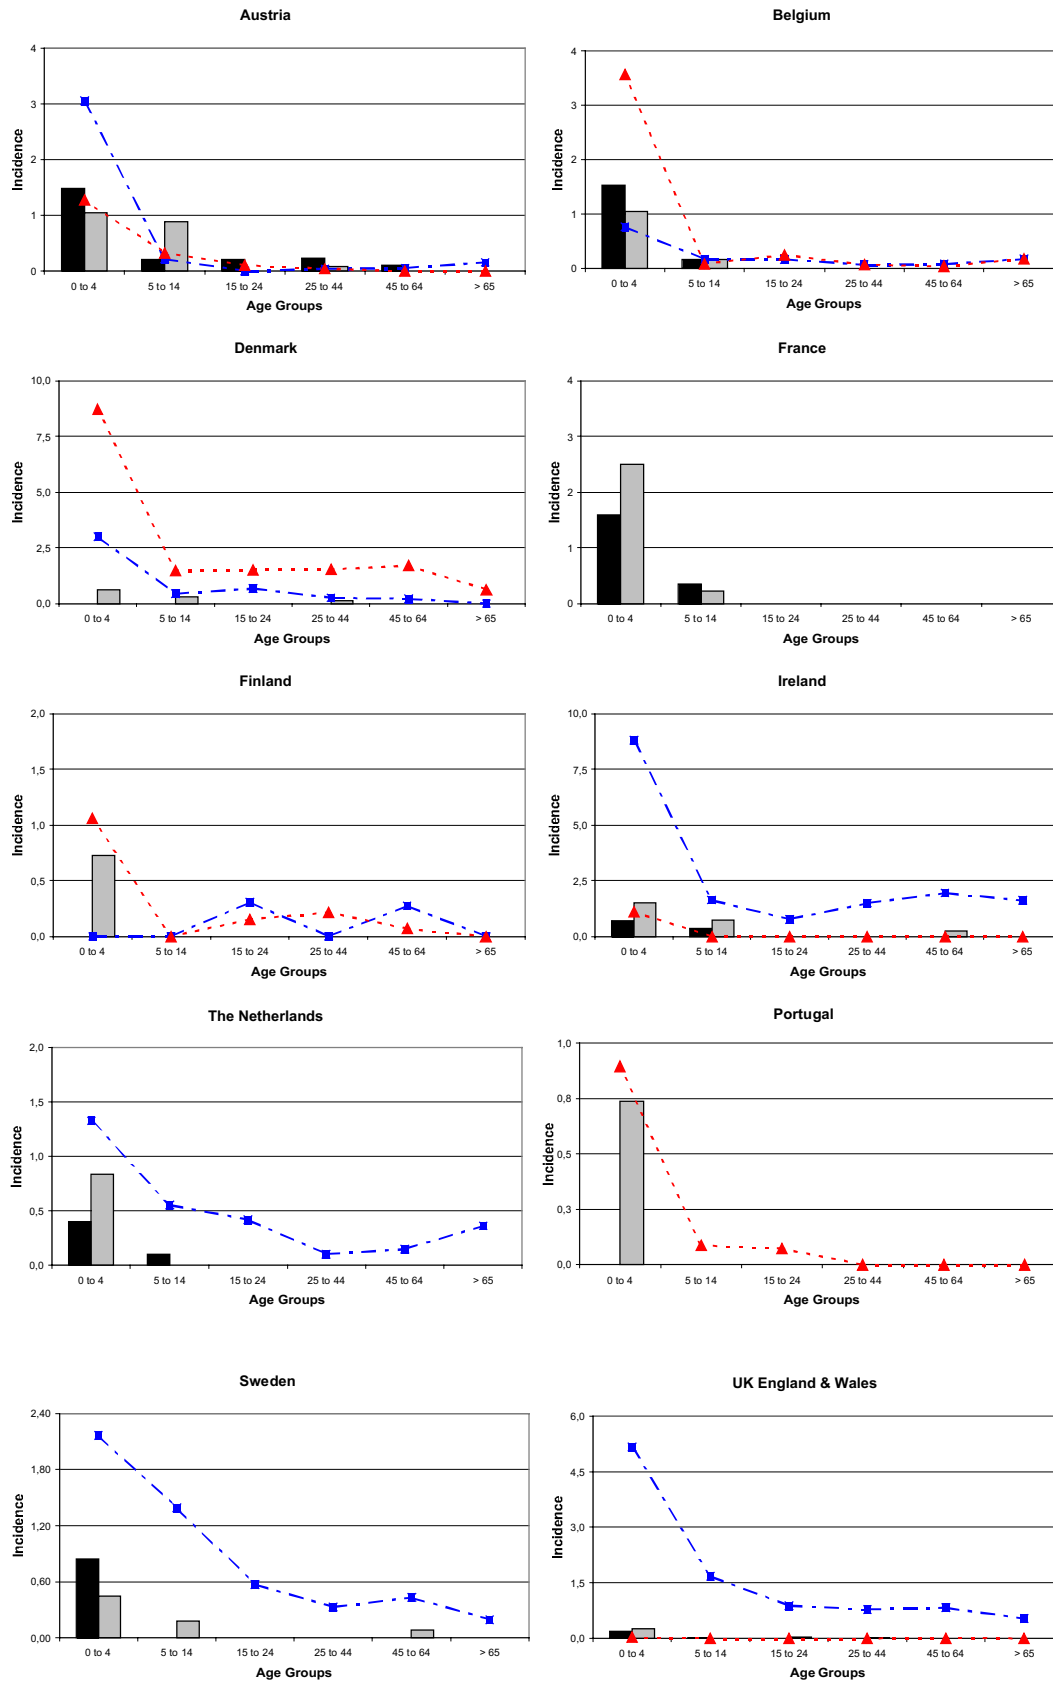 Austria
4
3
2
1
0
Incidence
0 to 4 5 to 14 15 to 24 25 to 44 45 to 64 > 65
Age Groups
Belgium
4
3
2
1
0
Incidence
0 to 4 5 to 14 15 to 24 25 to 44 45 to 64 > 65
Age Groups
Denmark
10,0
7,5
5,0
2,5
0,0
Incidence
0 to 4 5 to 14 15 to 24 25 to 44 45 to 64 > 65
Age Groups
France
4
3
2
1
0
Incidence
0 to 4 5 to 14 15 to 24 25 to 44 45 to 64 > 65
Age Groups
Finland
2,0
1,5
1,0
0,5
0,0
Incidence
0 to 4 5 to 14 15 to 24 25 to 44 45 to 64 > 65
Age Groups
Ireland
10,0
7,5
5,0
2,5
0,0
Incidence
0 to 4 5 to 14 15 to 24 25 to 44 45 to 64 > 65
Age Groups
The Netherlands
2,0
1,5
1,0
0,5
0,0
Incidence
0 to 4 5 to 14 15 to 24 25 to 44 45 to 64 > 65
Age Groups
Portugal
1,0
0,8
0,5
0,3
0,0
Incidence
0 to 4 5 to 14 15 to 24 25 to 44 45 to 64 > 65
Age Groups
Sweden
2,40
1,80
1,20
0,60
0,00
Incidence
0 to 4 5 to 14 15 to 24 25 to 44 45 to 64 > 65
Age Groups
UK England & Wales
6,0
4,5
3,0
1,5
0,0
Incidence
0 to 4 5 to 14 15 to 24 25 to 44 45 to 64 > 65
Age Groups